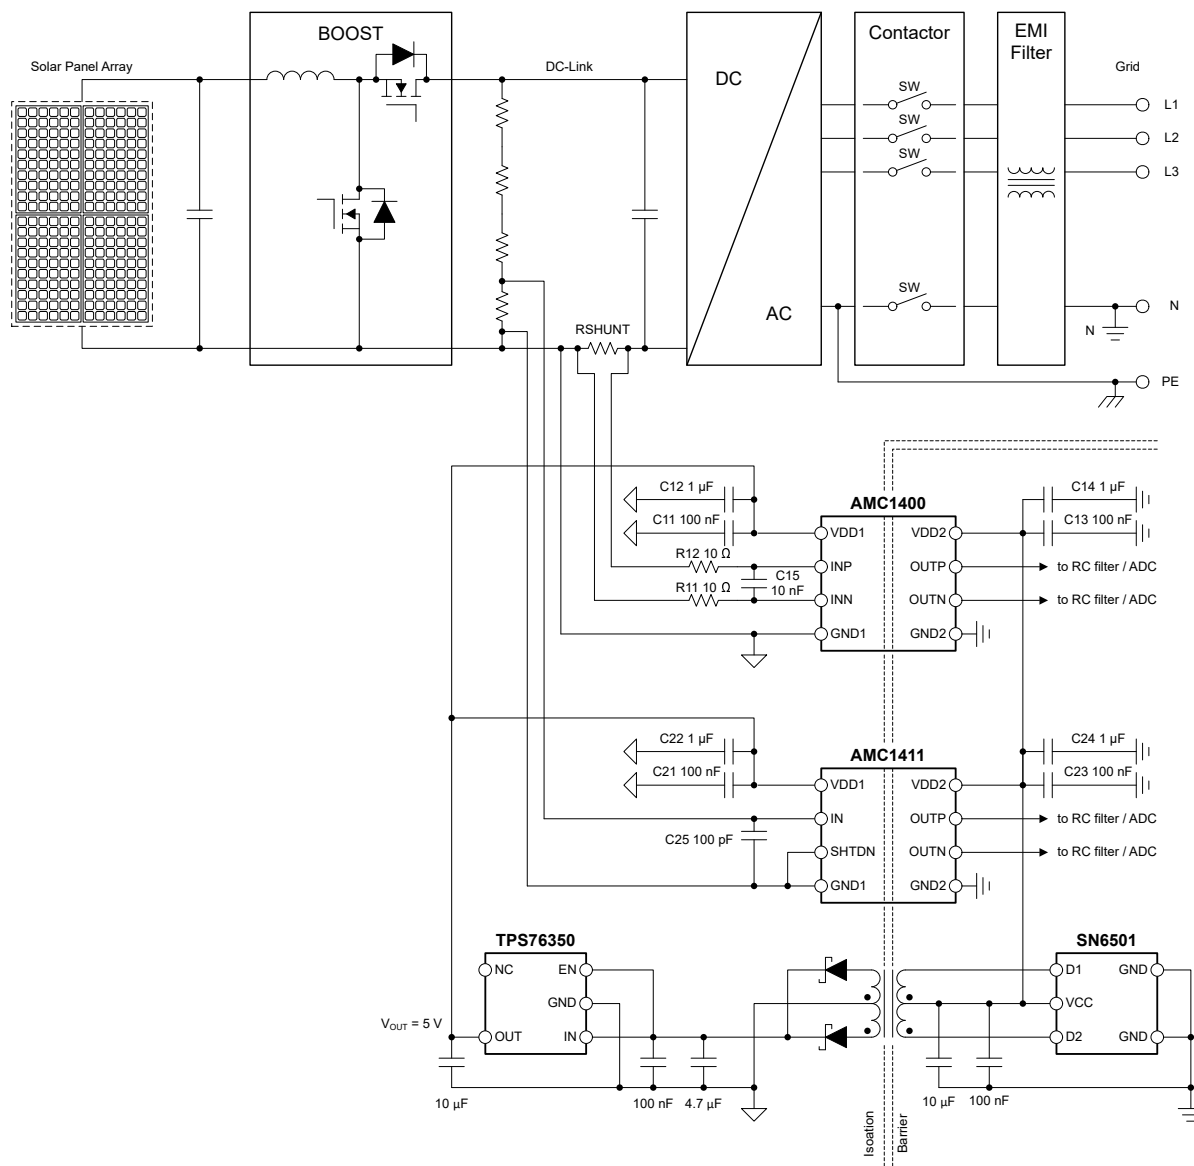 BOOST
Contactor
EMI
Filter
Solar Panel Array
DC-Link
Grid
DC
SW
L1
SW
L2
SW
L3
SW
AC
N
N
RSHUNT
PE
C12 1 µF
C14 1 µF
AMC1400
C11 100 nF
C13 100 nF
VDD1
VDD2
R12 10 Ω
INP
OUTP
to RC filter / ADC
C15
10 nF
R11 10 Ω
INN
OUTN
to RC filter / ADC
GND1
GND2
C22 1 µF
C24 1 µF
AMC1411
C21 100 nF
C23 100 nF
VDD1
VDD2
IN
OUTP
to RC filter / ADC
C25 100 pF
SHTDN
OUTN
to RC filter / ADC
GND1
GND2
TPS76350
SN6501
NC
EN
D1
GND
GND
VCC
VOUT = 5 V
OUT
IN
D2
GND
10 µF
100 nF
4.7 µF
10 µF
100 nF
Isoation
Barrier